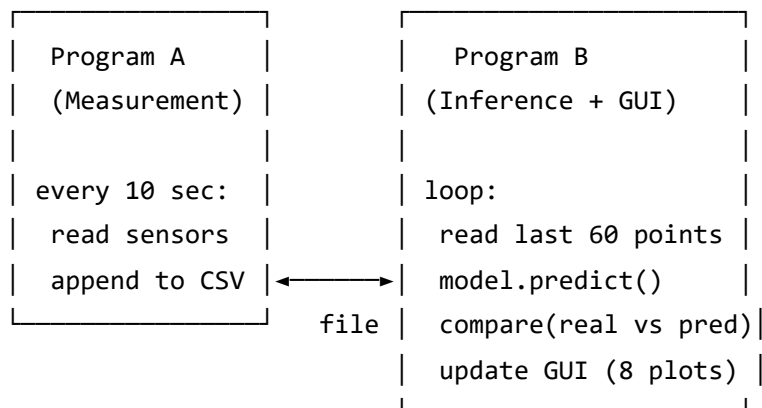 Program A
Program B
(Measurement)
(Inference + GUI)
every 10 sec:
loop:
read sensors
read last 60 points
append to CSV
model.predict()
file
compare(real vs pred)
update GUI (8 plots)